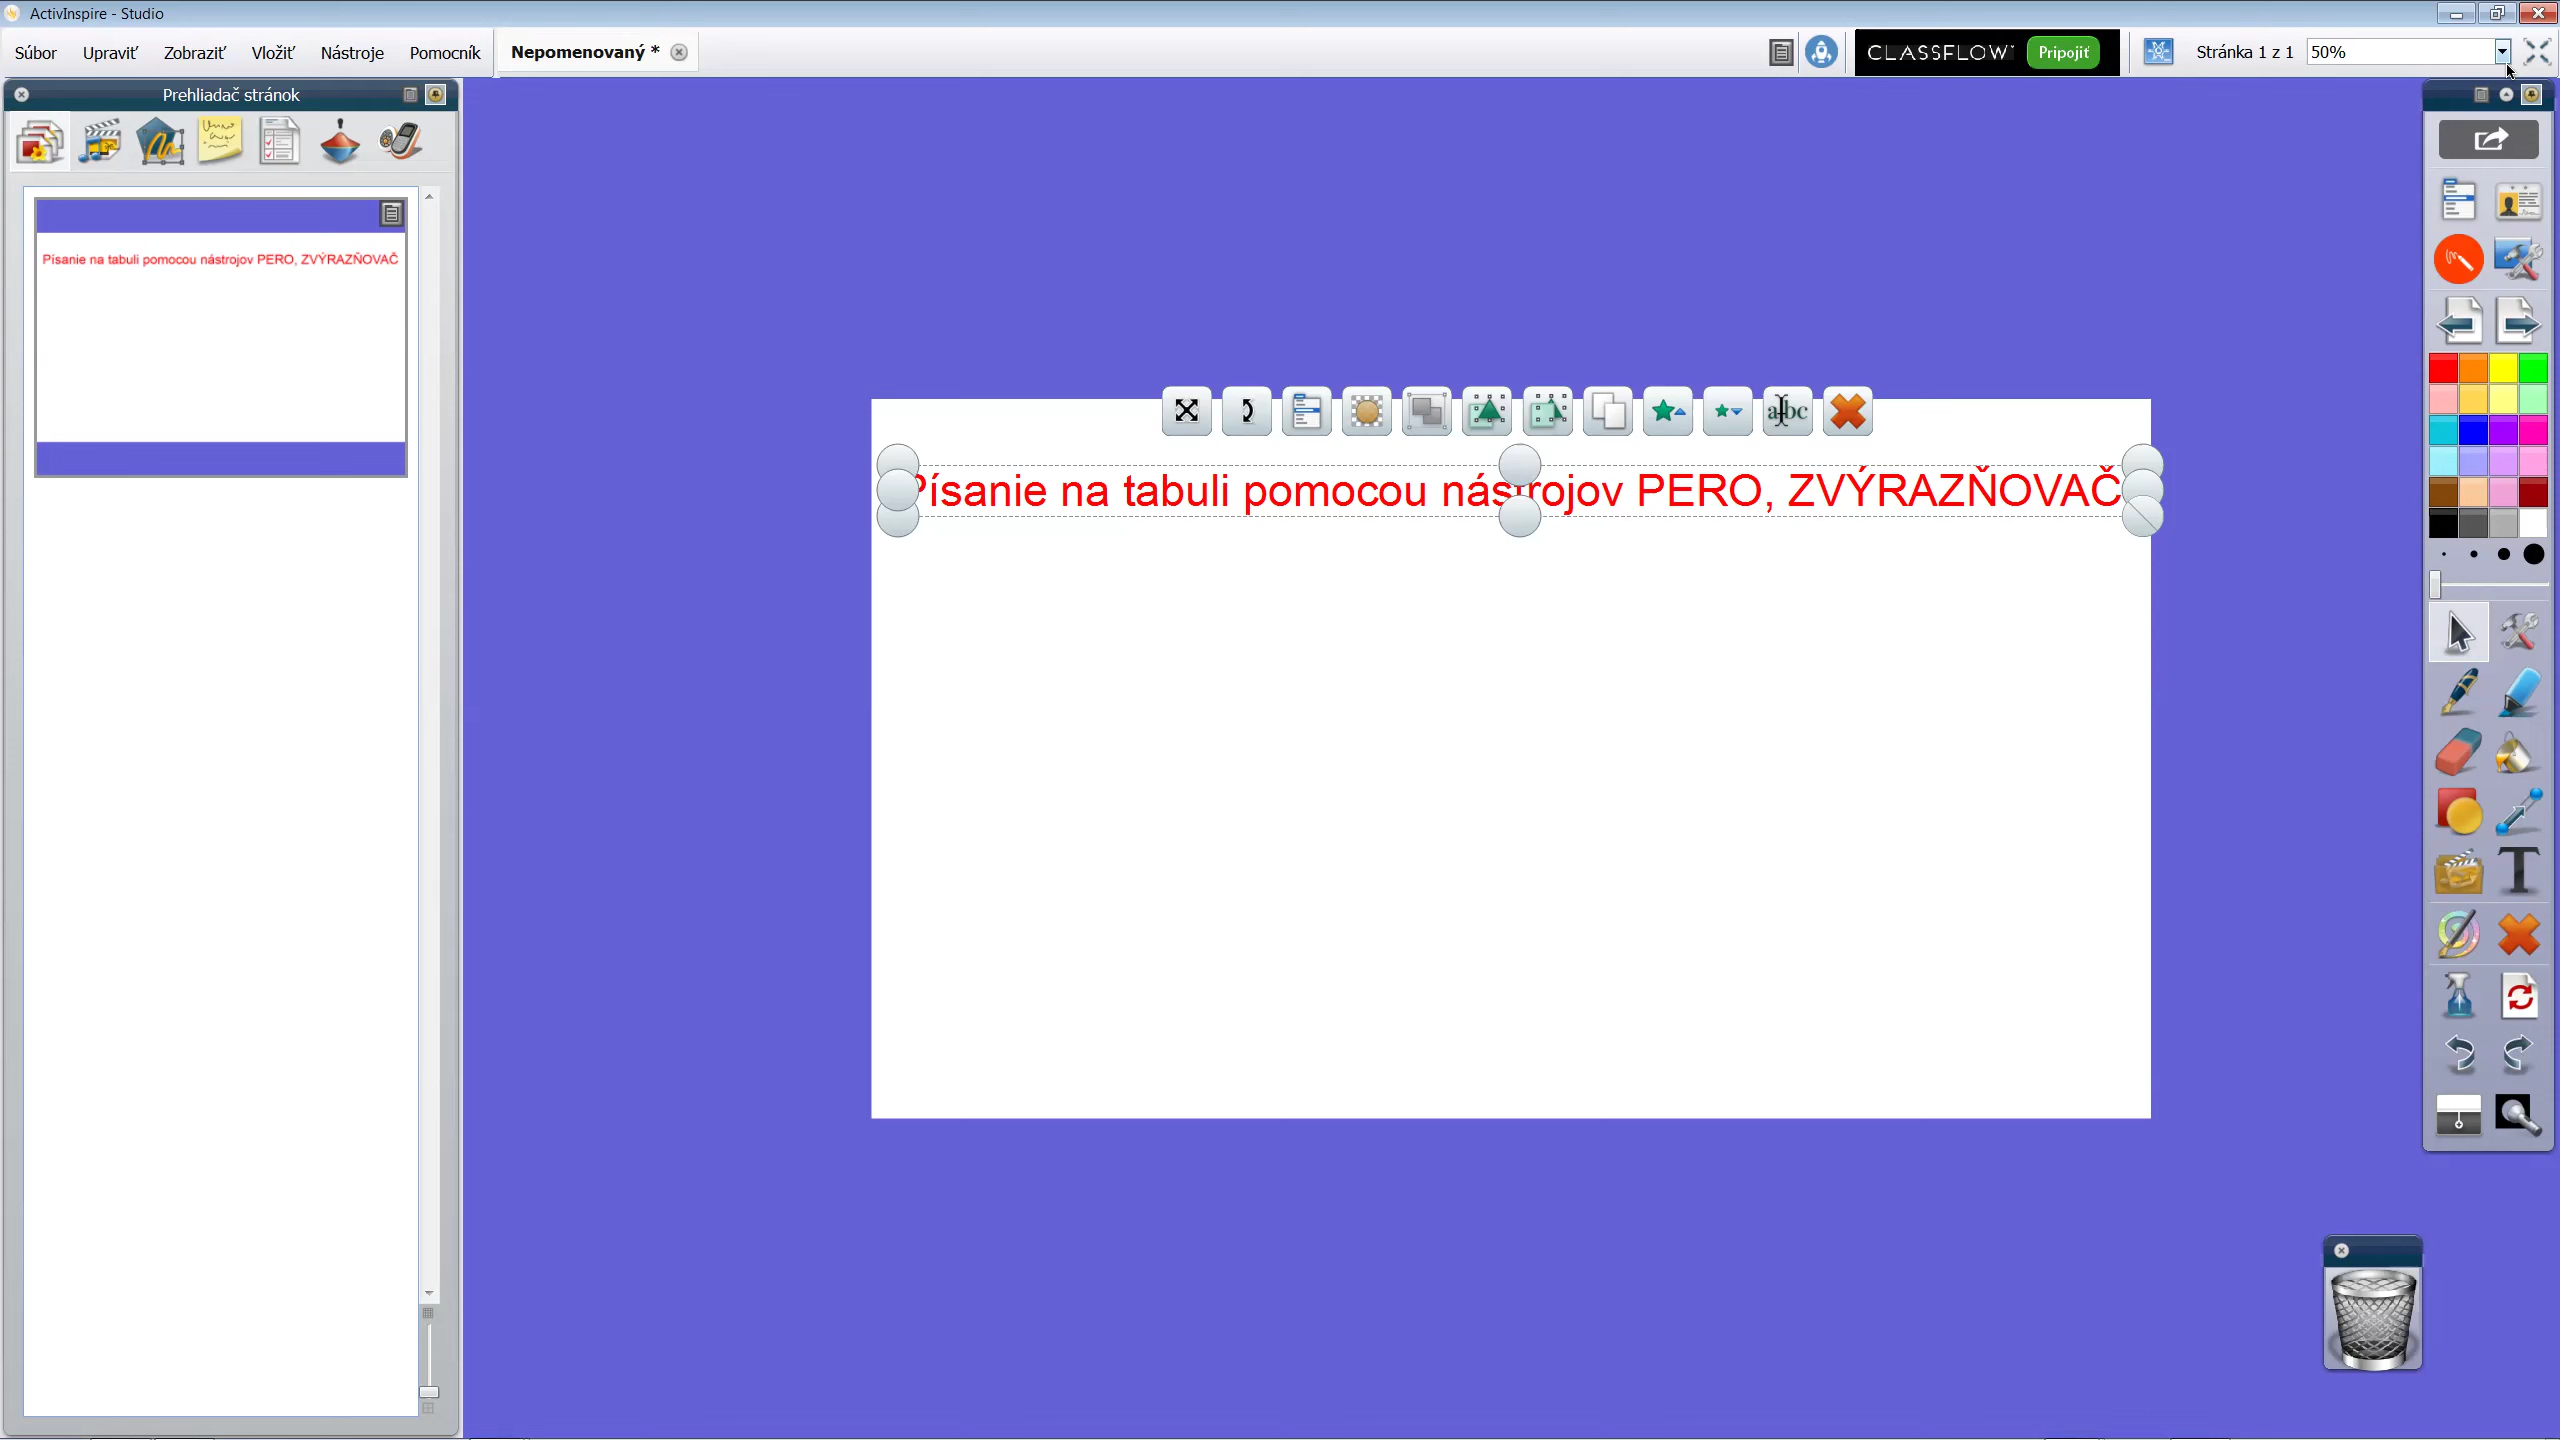 ActivInspire - Studio
Súbor Upraviť Zobraziť Vložiť Nástroje Pomocník Nepomenovaný * CLASSFLOW Pripojiť Stránka 1 z 1 50%
Prehliadač stránok
Písanie na tabuli pomocou nástrojov PERO, ZVÝRAZŇOVAČ
abc
Písanie na tabuli pomocou nástrojov PERO, ZVÝRAZŇOVAČ
T